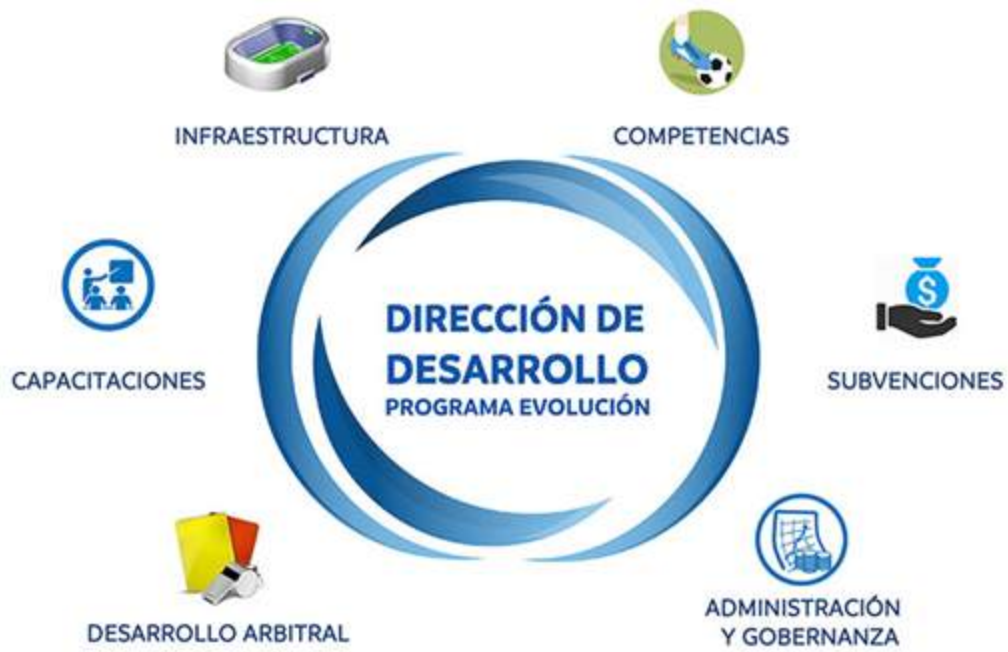 INFRAESTRUCTURA
COMPETENCIAS
CAPACITACIONES
DIRECCIÓN DE
DESARROLLO
PROGRAMA EVOLUCIÓN
SUBVENCIONES
DESARROLLO ARBITRAL
ADMINISTRACIÓN
Y GOBERNANZA